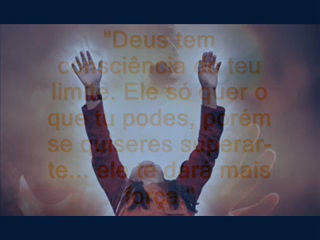 "Deus tem
consciência do teu
limite. Ele só quer o
que tu podes, porém
se quiseres superar-
te... ele te dará mais
força"